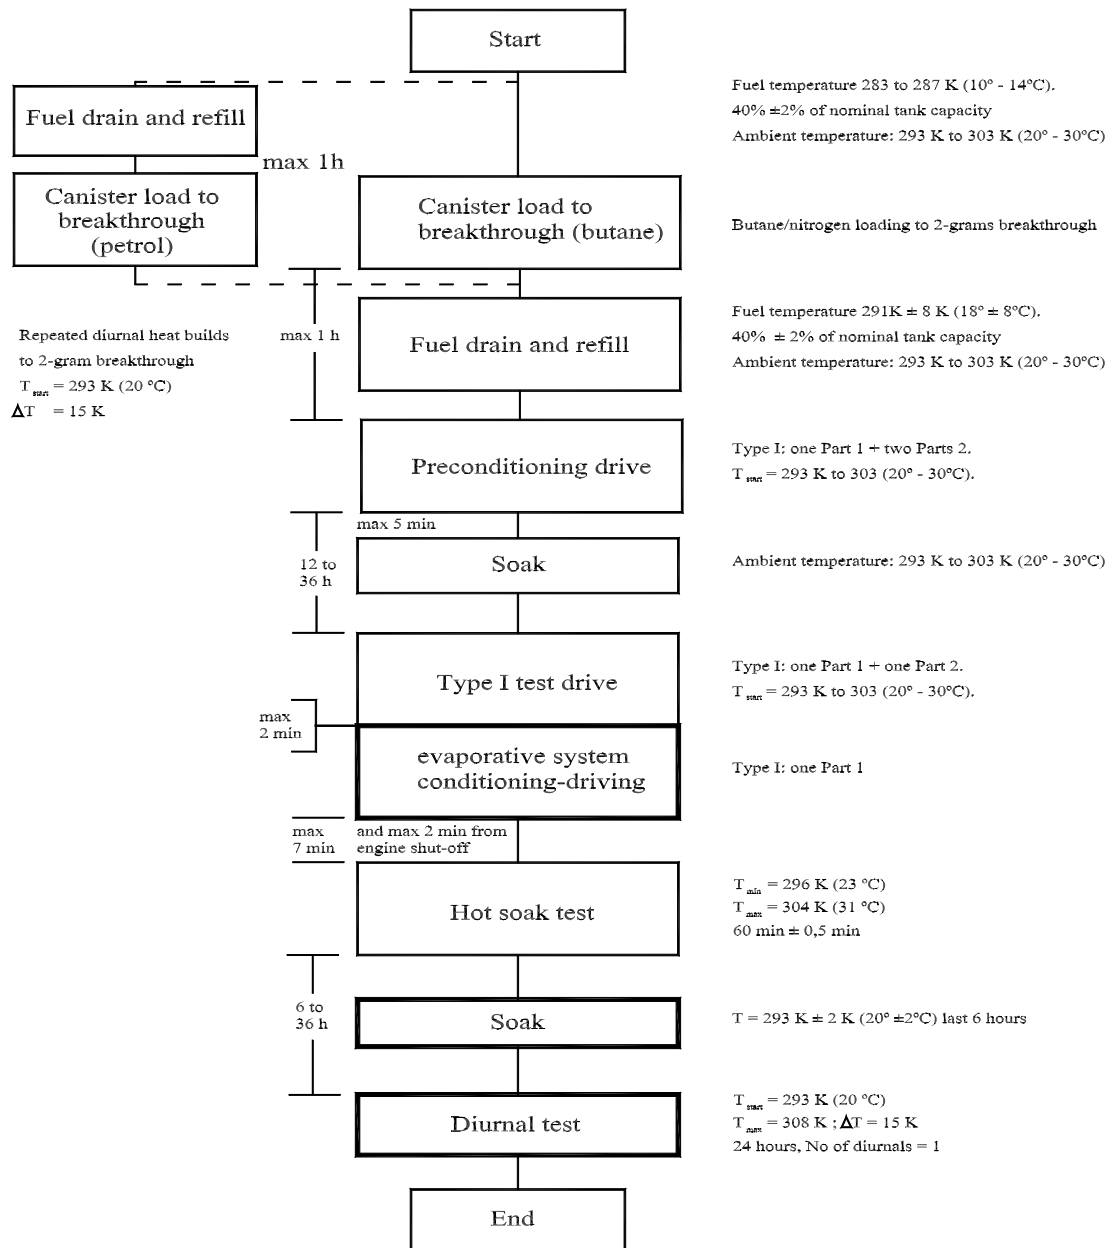 Start
Fuel temperature 283 to 287 K (10° - 14°C).
40% ±2% of nominal tank capacity
Ambient temperature: 293 K to 303 K (20° - 30°C)
Fuel drain and refill
max 1h
Canister load to
breakthrough
(petrol)
Canister load to
breakthrough (butane)
Butane/nitrogen loading to 2-grams breakthrough
Repeated diurnal heat builds
to 2-gram breakthrough
T start = 293 K (20 °C)
ΔT = 15 K
max 1 h
Fuel drain and refill
Fuel temperature 291K ± 8 K (18° ± 8°C).
40% ± 2% of nominal tank capacity
Ambient temperature: 293 K to 303 K (20° - 30°C)
Preconditioning drive
Type I: one Part 1 + two Parts 2.
T start = 293 K to 303 (20° - 30°C).
max 5 min
12 to
36 h
Soak
Ambient temperature: 293 K to 303 K (20° - 30°C)
Type I test drive
Type I: one Part 1 + one Part 2.
T start = 293 K to 303 (20° - 30°C).
max
2 min
evaporative system
conditioning-driving
Type I: one Part 1
max
7 min
and max 2 min from
engine shut-off
Hot soak test
T min = 296 K (23 °C)
T max = 304 K (31 °C)
60 min ± 0,5 min
6 to
36 h
Soak
T = 293 K ± 2 K (20° ±2°C) last 6 hours
Diurnal test
T start = 293 K (20 °C)
T max = 308 K ; ΔT = 15 K
24 hours, No of diurnals = 1
End